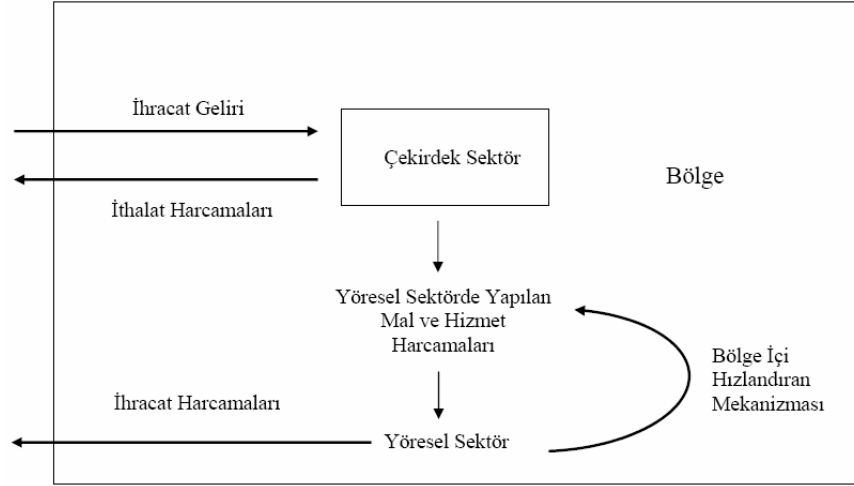 İhracat Geliri
Çekirdek Sektör
Bölge
İthalat Harcamaları
Yöresel Sektörde Yapılan
Mal ve Hizmet
Harcamaları
Bölge İçi
Hızlandıran
Mekanizması
İhracat Harcamaları
Yöresel Sektör